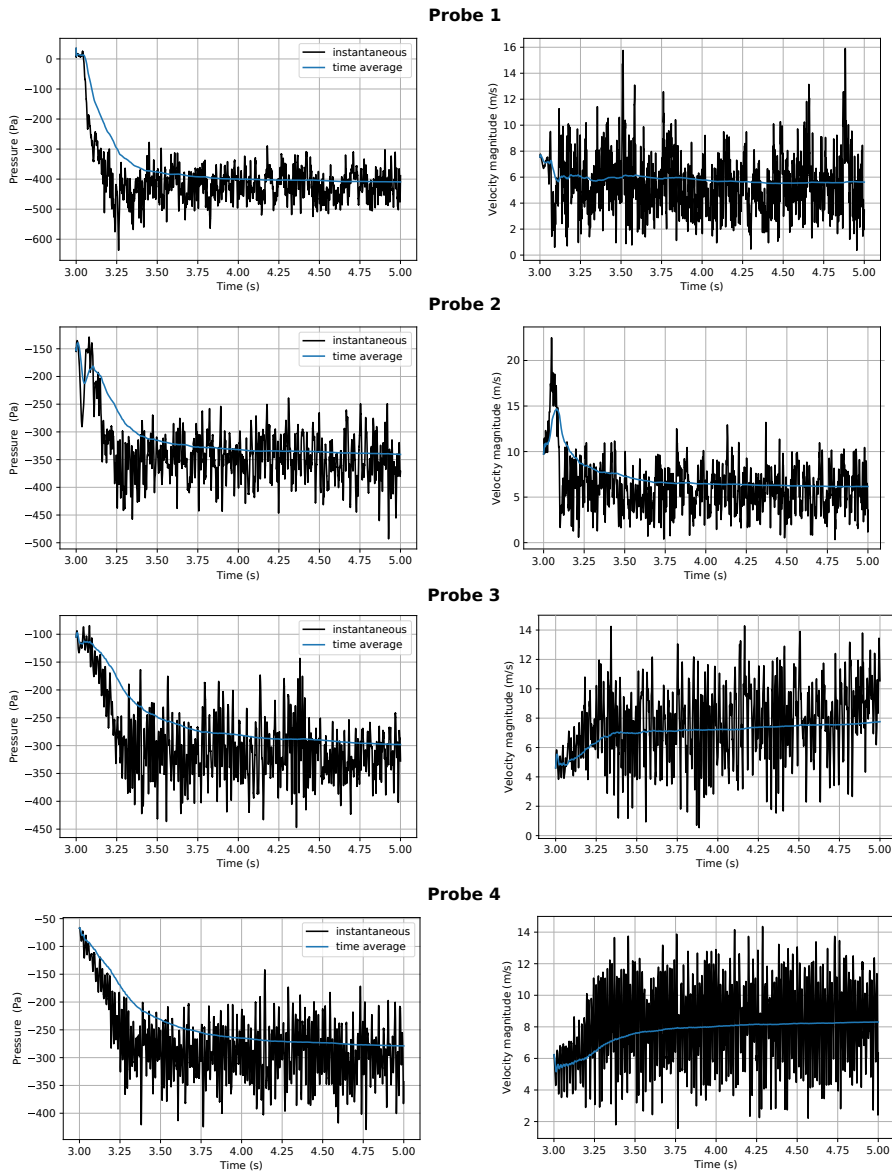 Probe 1
0
−100
−200
−300
−400
−500
−600
Pressure (Pa)
3.00 3.25 3.50 3.75 4.00 4.25 4.50 4.75 5.00
Time (s)
instantaneous
time average
16
14
12
10
8
6
4
2
0
Velocity magnitude (m/s)
3.00 3.25 3.50 3.75 4.00 4.25 4.50 4.75 5.00
Time (s)
Probe 2
−150
−200
−250
−300
−350
−400
−450
−500
Pressure (Pa)
3.00 3.25 3.50 3.75 4.00 4.25 4.50 4.75 5.00
Time (s)
instantaneous
time average
20
15
10
5
0
Velocity magnitude (m/s)
3.00 3.25 3.50 3.75 4.00 4.25 4.50 4.75 5.00
Time (s)
Probe 3
−100
−150
−200
−250
−300
−350
−400
−450
Pressure (Pa)
3.00 3.25 3.50 3.75 4.00 4.25 4.50 4.75 5.00
Time (s)
instantaneous
time average
14
12
10
8
6
4
2
0
Velocity magnitude (m/s)
3.00 3.25 3.50 3.75 4.00 4.25 4.50 4.75 5.00
Time (s)
Probe 4
−50
−100
−150
−200
−250
−300
−350
−400
Pressure (Pa)
3.00 3.25 3.50 3.75 4.00 4.25 4.50 4.75 5.00
Time (s)
instantaneous
time average
14
12
10
8
6
4
2
Velocity magnitude (m/s)
3.00 3.25 3.50 3.75 4.00 4.25 4.50 4.75 5.00
Time (s)